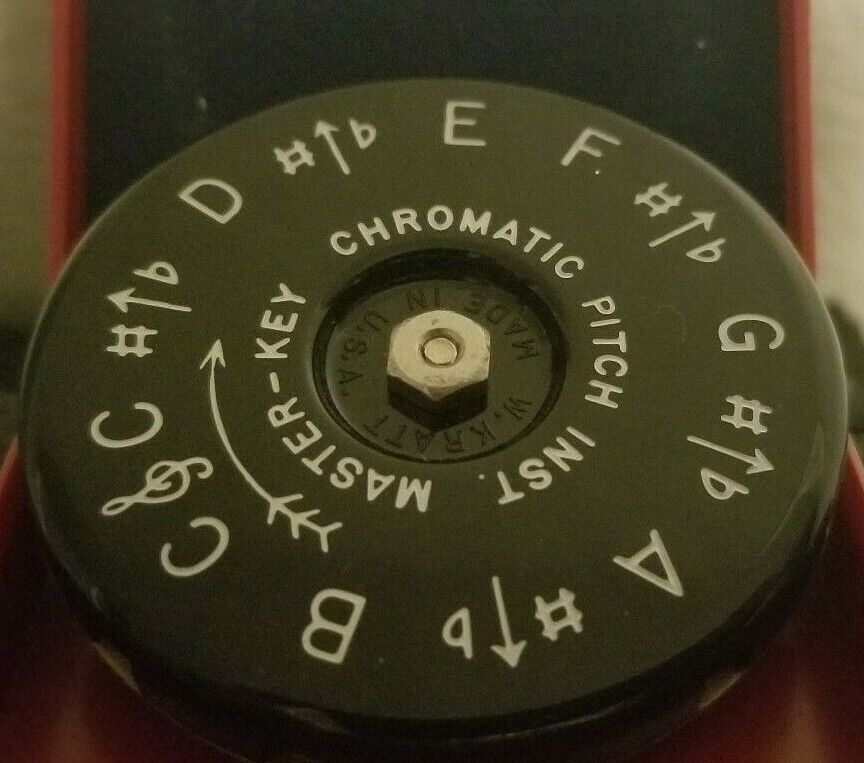 C
♯↑♭
D
♯↑♭
E
F
♯↑♭
G
♯↑♭
A
♯↑♭
B
C
MASTER-KEY CHROMATIC PITCH INST.
W. KRATT
MADE IN U.S.A.